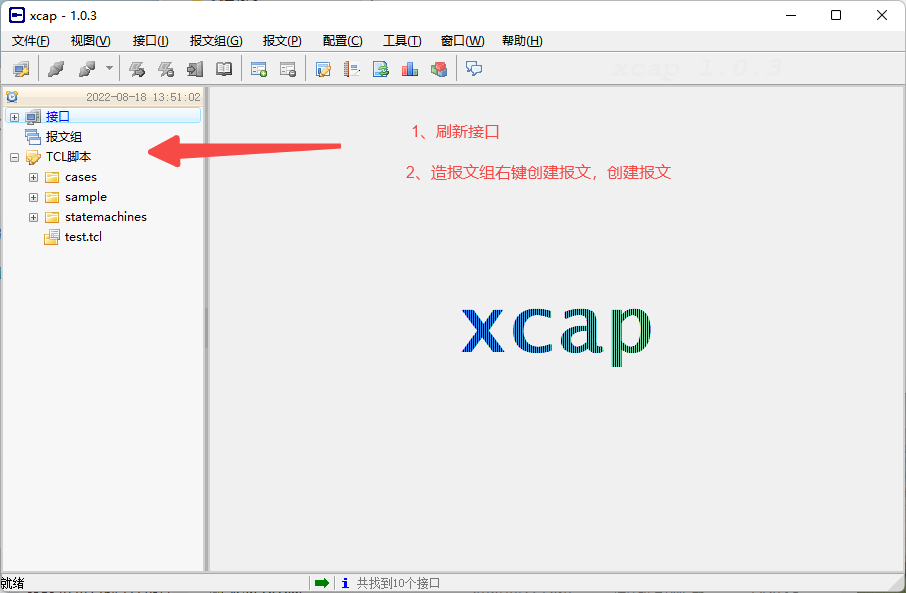 xcap - 1.0.3
文件(F) 视图(V) 接口(I) 报文组(G) 报文(P) 配置(C) 工具(T) 窗口(W) 帮助(H)
xcap 1.0.3
2022-08-18 13:51:02
接口
报文组
TCL脚本
cases
sample
statemachines
test.tcl
1、刷新接口
2、造报文组右键创建报文，创建报文
xcap
就绪
共找到10个接口